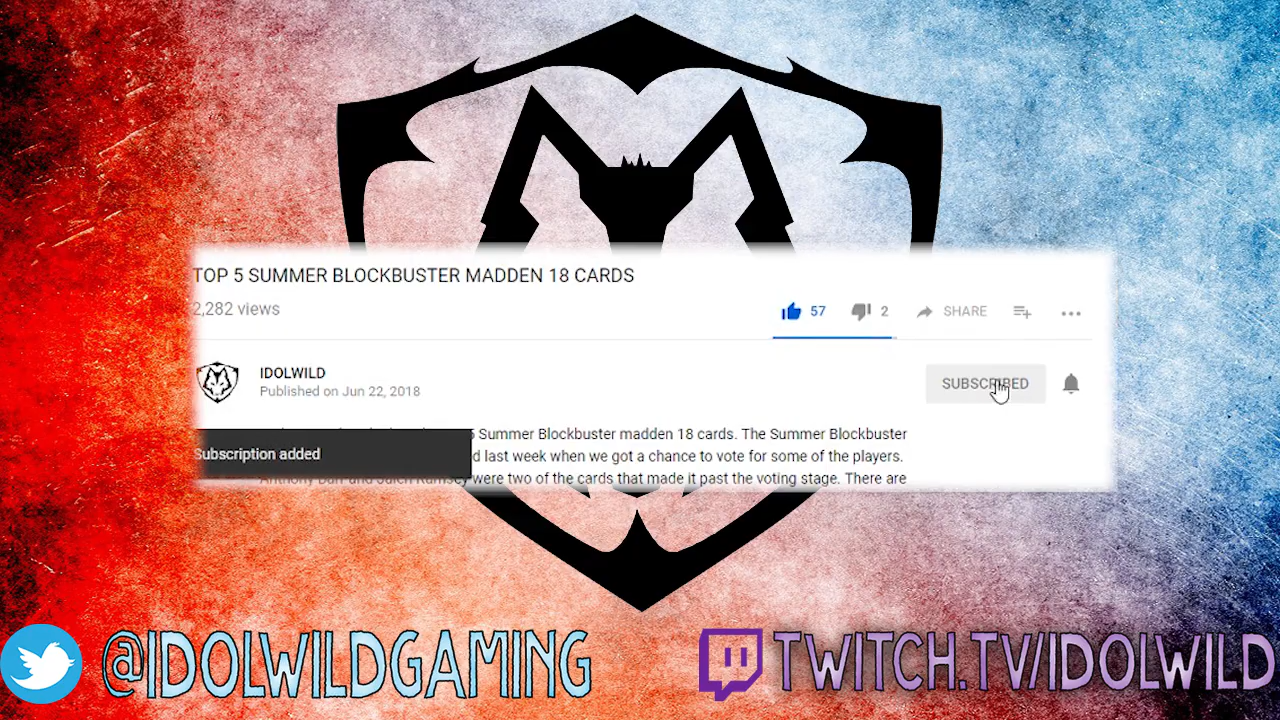 TOP 5 SUMMER BLOCKBUSTER MADDEN 18 CARDS
2,282 views
57 2 SHARE
IDOLWILD
Published on Jun 22, 2018
SUBSCRIBED
5 Summer Blockbuster madden 18 cards. The Summer Blockbuster
Subscription added
last week when we got a chance to vote for some of the players.
were two of the cards that made it past the voting stage. There are
@IDOLWILDGAMING
TWITCH.TV/IDOLWILD